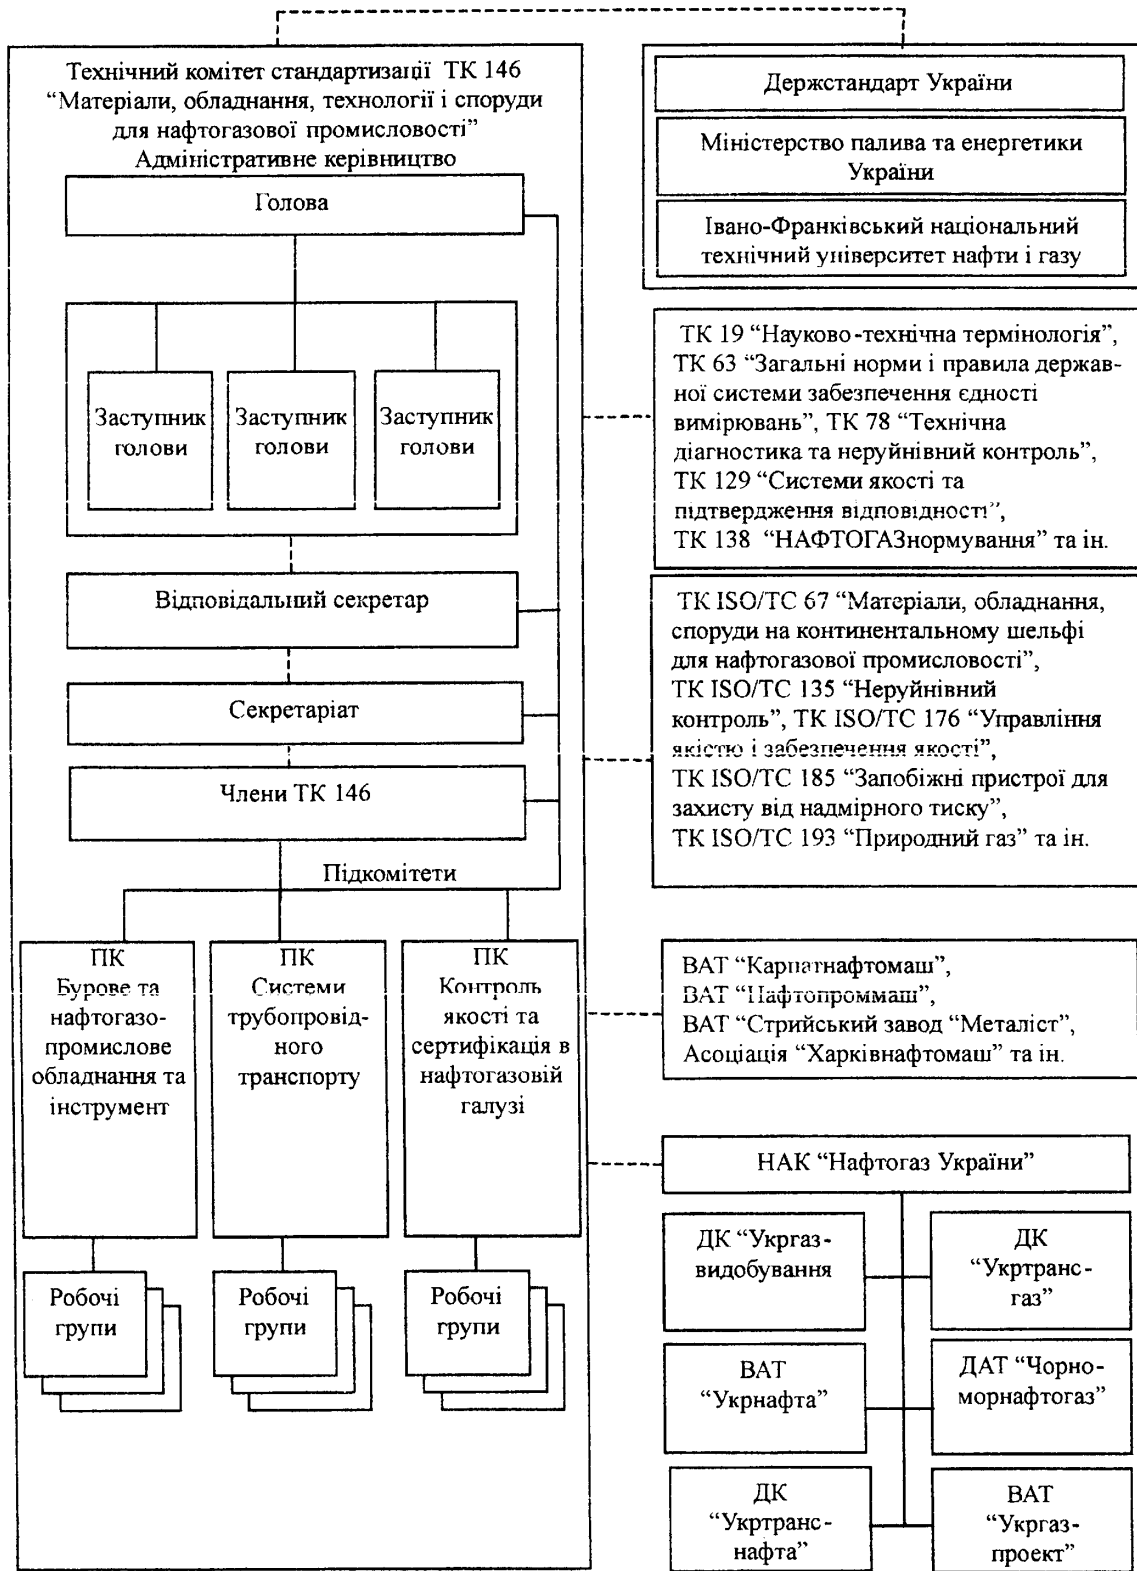 Технічний комітет стандартизації ТК 146
“Матеріали, обладнання, технології і споруди
для нафтогазової промисловості”
Адміністративне керівництво
Голова
Заступник
голови
Заступник
голови
Заступник
голови
Відповідальний секретар
Секретаріат
Члени ТК 146
Підкомітети
ПК
Бурове та
нафтогазо-
промислове
обладнання та
інструмент
ПК
Системи
трубопровід-
ного
транспорту
ПК
Контроль
якості та
сертифікація в
нафтогазовій
галузі
Робочі
групи
Робочі
групи
Робочі
групи
Держстандарт України
Міністерство палива та енергетики
України
Івано-Франківський національний
технічний університет нафти і газу
ТК 19 “Науково-технічна термінологія”,
ТК 63 “Загальні норми і правила держав-
ної системи забезпечення єдності
вимірювань”, ТК 78 “Технічна
діагностика та неруйнівний контроль”,
ТК 129 “Системи якості та
підтвердження відповідності”,
ТК 138 “НАФТОГАЗнормування” та ін.
ТК ISO/TC 67 “Матеріали, обладнання,
споруди на континентальному шельфі
для нафтогазової промисловості”,
ТК ISO/TC 135 “Неруйнівний
контроль”, ТК ISO/TC 176 “Управління
якістю і забезпечення якості”,
ТК ISO/TC 185 “Запобіжні пристрої для
захисту від надмірного тиску”,
ТК ISO/TC 193 “Природний газ” та ін.
ВАТ “Карпатнафтомаш”,
ВАТ “Нафтопроммаш”,
ВАТ “Стрийський завод “Металіст”,
Асоціація “Харківнафтомаш” та ін.
НАК “Нафтогаз України”
ДК “Укргаз-
видобування
ДК
“Укртранс-
газ”
ВАТ
“Укрнафта”
ДАТ “Чорно-
морнафтогаз”
ДК
“Укртранс-
нафта”
ВАТ
“Укргаз-
проект”